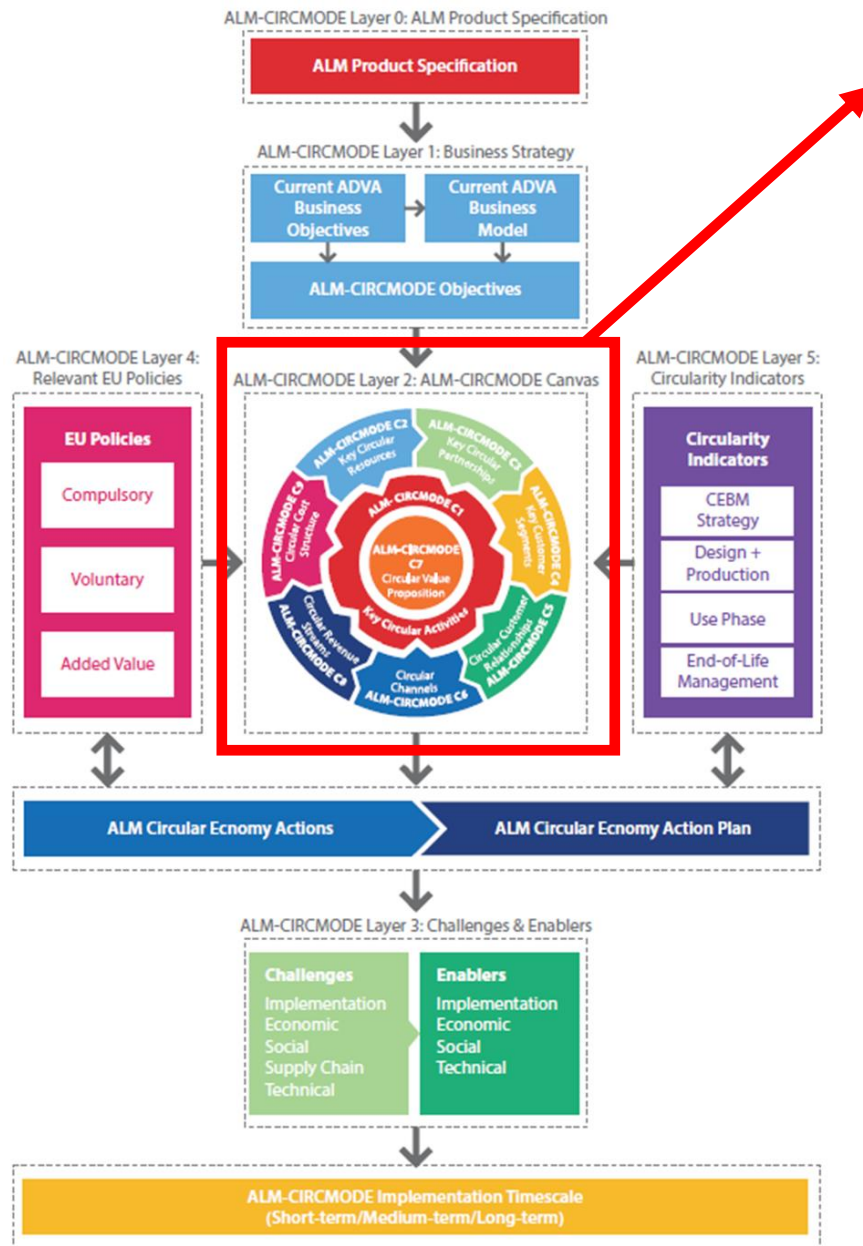 ALM-CIRCMODE Layer 0: ALM Product Specification
ALM Product Specification
ALM-CIRCMODE Layer 1: Business Strategy
Current ADVA
Business
Objectives
Current ADVA
Business
Model
ALM-CIRCMODE Objectives
ALM-CIRCMODE Layer 4:
Relevant EU Policies
EU Policies
Compulsory
Voluntary
Added Value
ALM-CIRCMODE Layer 2: ALM-CIRCMODE Canvas
ALM-CIRCMODE C2
Key Circular
Resources
ALM-CIRCMODE C3
Key Circular
Partnerships
ALM-CIRCMODE C4
Key Customer
Segments
Circular Customer
Relationships
ALM-CIRCMODE C5
Circular
Channels
ALM-CIRCMODE C6
Circular Revenue
Streams
ALM-CIRCMODE C8
ALM-CIRCMODE C9
Circular Cost
Structure
ALM- CIRCMODE C1
Key Circular Activities
ALM-CIRCMODE
C7
Circular Value
Proposition
ALM-CIRCMODE Layer 5:
Circularity Indicators
Circularity
Indicators
CEBM
Strategy
Design +
Production
Use Phase
End-of-Life
Management
ALM Circular Ecnomy Actions
ALM Circular Ecnomy Action Plan
ALM-CIRCMODE Layer 3: Challenges & Enablers
Challenges
Implementation
Economic
Social
Supply Chain
Technical
Enablers
Implementation
Economic
Social
Technical
ALM-CIRCMODE Implementation Timescale
(Short-term/Medium-term/Long-term)